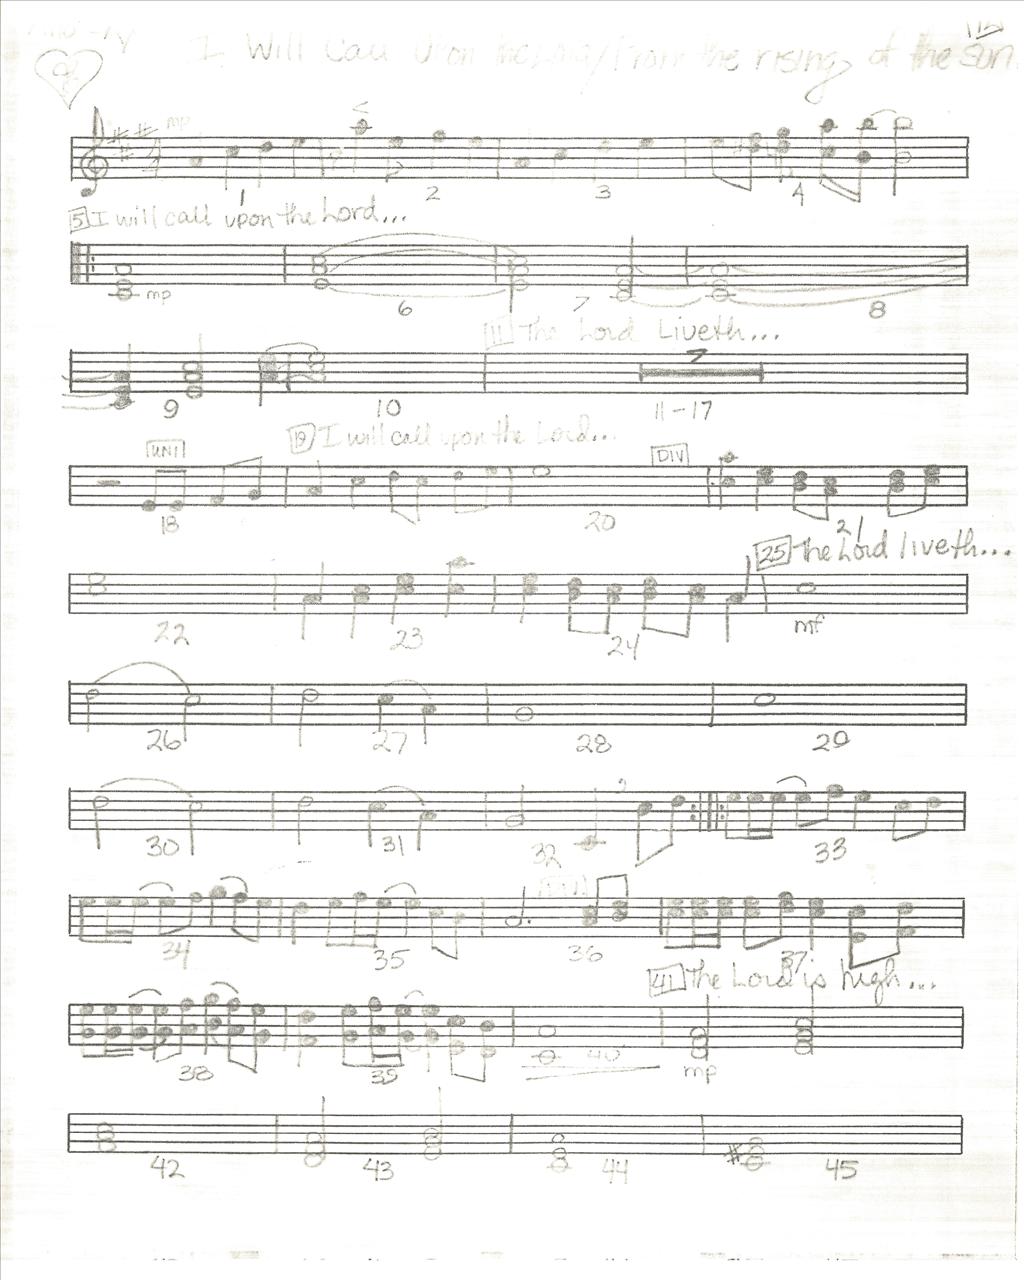 I Will Call Upon the Lord/From the rising of the sun
mp
1 2 3 4
5 I will call upon the Lord...
mp 6 7 8
11 The Lord Liveth...
7
9 10 11-17
UNI 19 I will call upon the Lord... DIV
18 20 21
25 The Lord liveth...
22 23 24 mf
26 27 28 29
30 31 32 33
34 35 36 37
41 The Lord is high...
38 39 40 mp
42 43 44 45